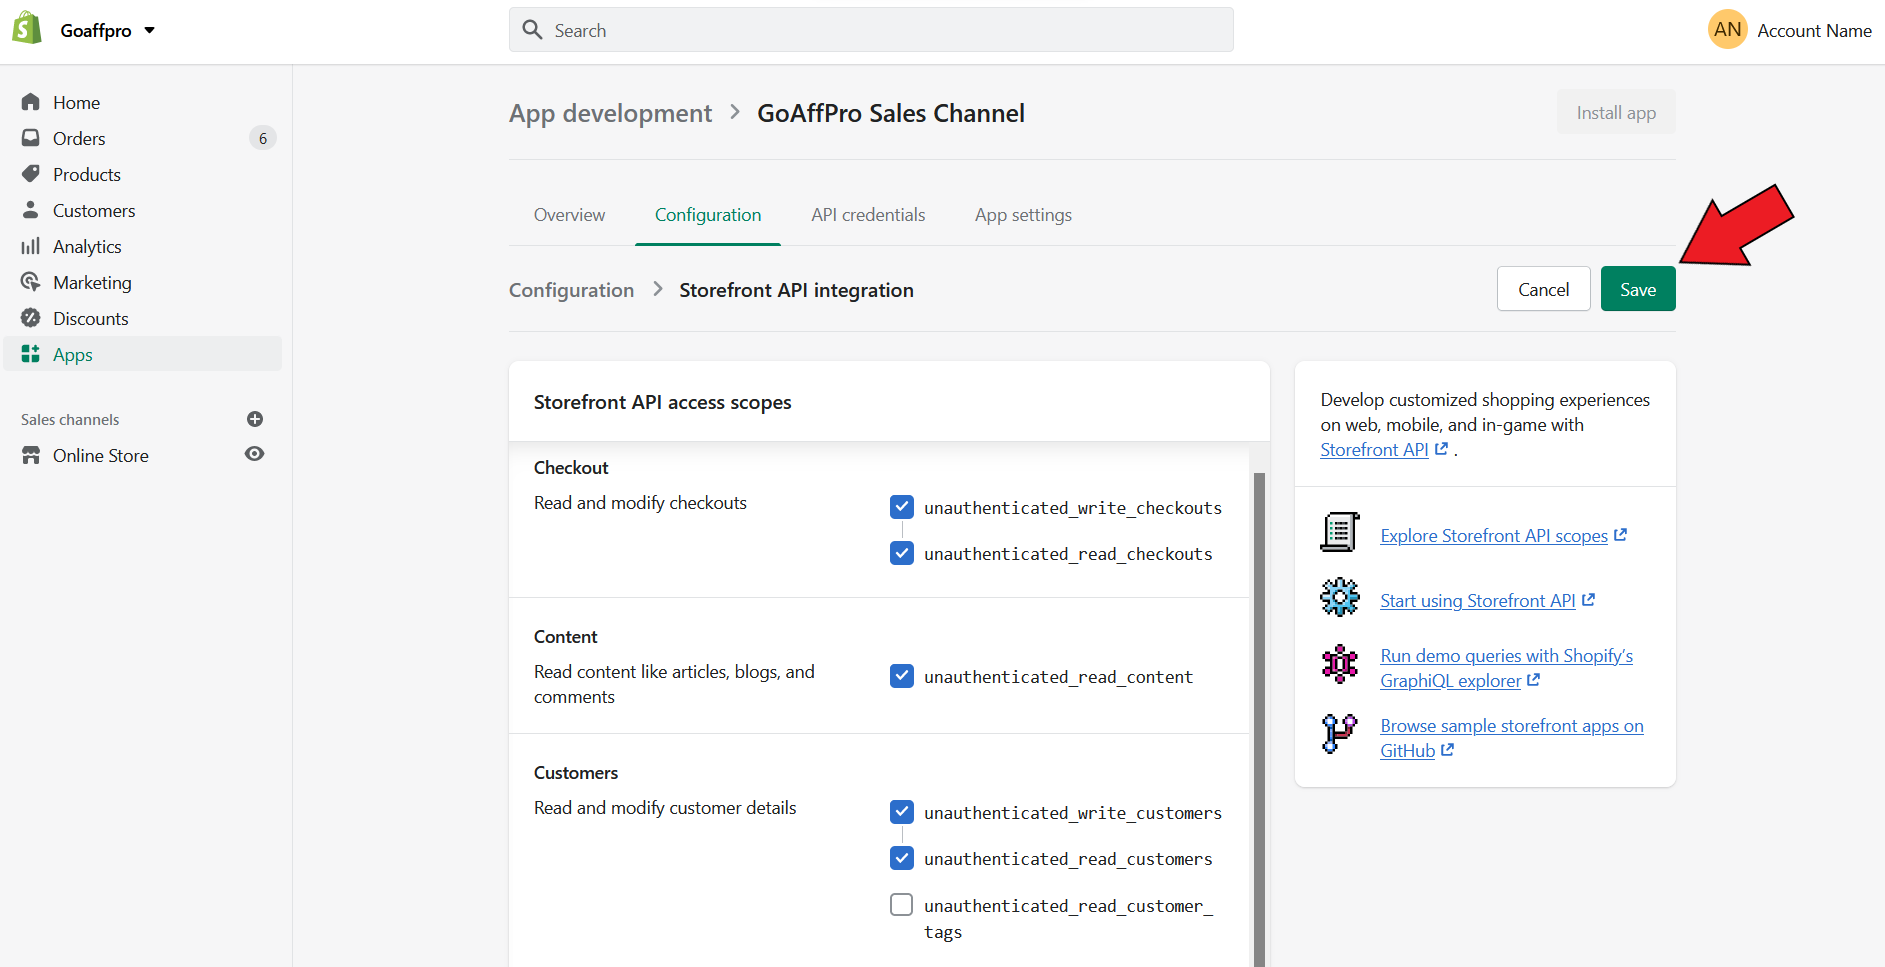 Goaffpro
Search
AN
Account Name
Home
Orders
6
Products
Customers
Analytics
Marketing
Discounts
Apps
Sales channels
Online Store
App development > GoAffPro Sales Channel
Install app
Overview
Configuration
API credentials
App settings
Configuration > Storefront API integration
Cancel
Save
Storefront API access scopes
Checkout
Read and modify checkouts
unauthenticated_write_checkouts
unauthenticated_read_checkouts
Content
Read content like articles, blogs, and
comments
unauthenticated_read_content
Customers
Read and modify customer details
unauthenticated_write_customers
unauthenticated_read_customers
unauthenticated_read_customer_
tags
Develop customized shopping experiences
on web, mobile, and in-game with
Storefront API .
Explore Storefront API scopes
Start using Storefront API
Run demo queries with Shopify’s
GraphiQL explorer
Browse sample storefront apps on
GitHub